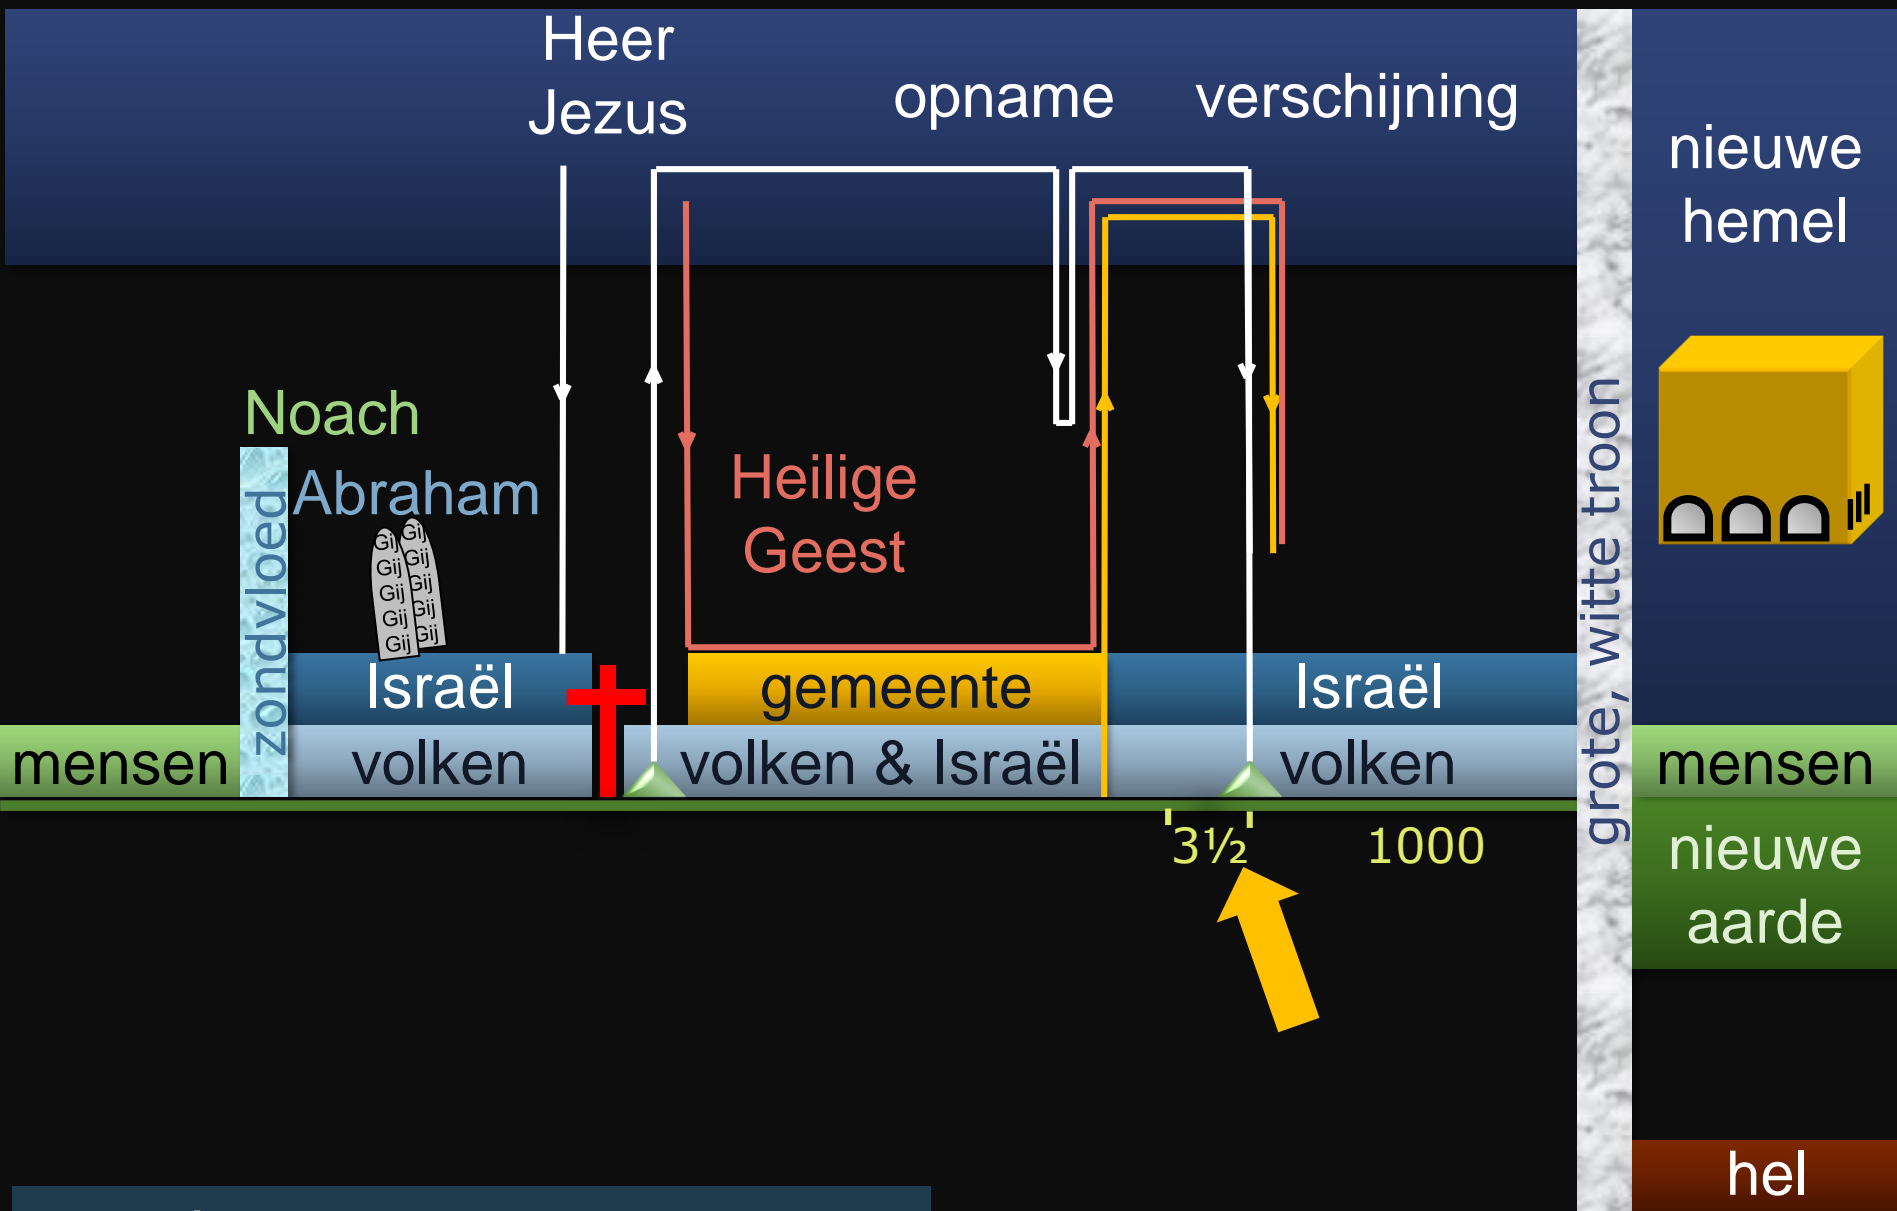 Heer
Jezus
opname
verschijning
nieuwe
hemel
Noach
Abraham
zondvloed
Gij Gij
Gij Gij
Gij Gij
Gij Gij
Gij Gij
Heilige
Geest
grote, witte troon
Israël
gemeente
Israël
mensen
volken
volken & Israël
volken
mensen
3½
1000
nieuwe
aarde
hel